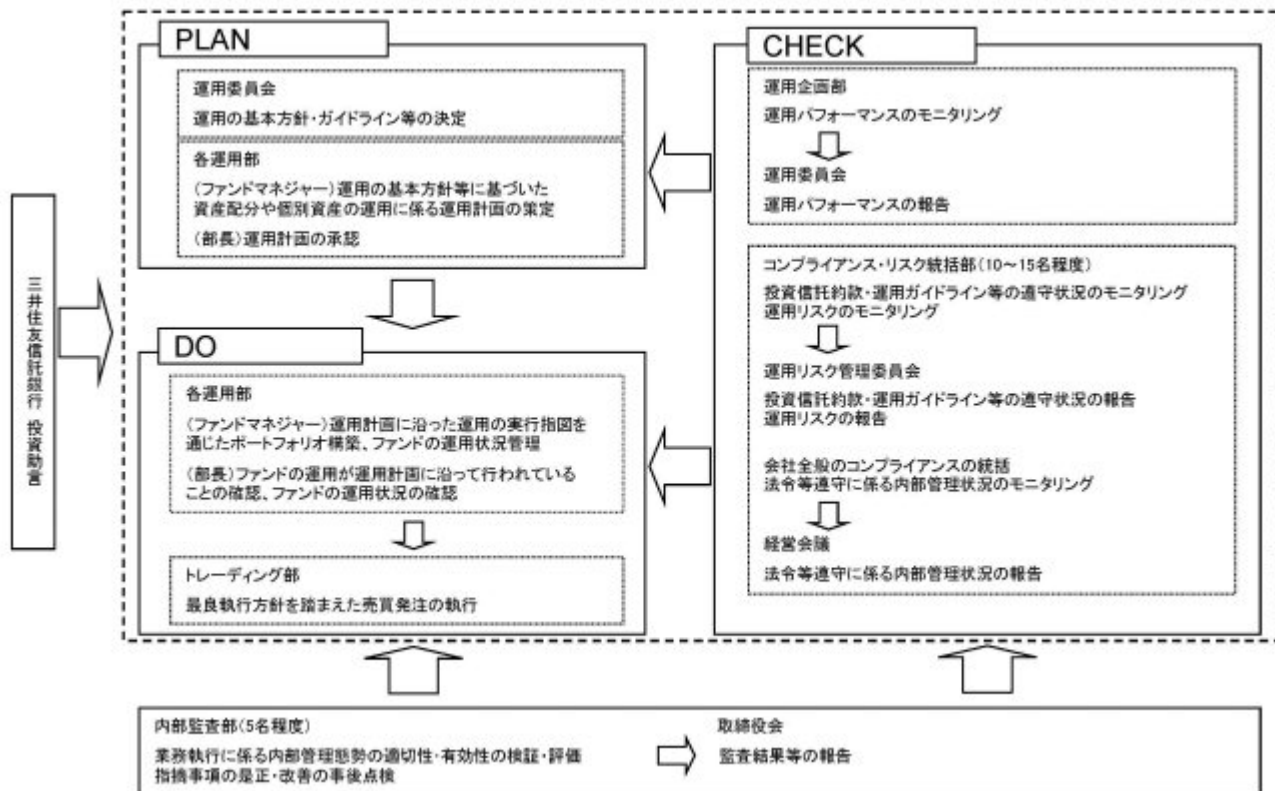 三井住友信託銀行 投資助言
PLAN
運用委員会
運用の基本方針・ガイドライン等の決定
各運用部
(ファンドマネジャー)運用の基本方針等に基づいた
資産配分や個別資産の運用に係る運用計画の策定
(部長)運用計画の承認
DO
各運用部
(ファンドマネジャー)運用計画に沿った運用の実行指図を
通じたポートフォリオ構築、ファンドの運用状況管理
(部長)ファンドの運用が運用計画に沿って行われている
ことの確認、ファンドの運用状況の確認
トレーディング部
最良執行方針を踏まえた売買発注の執行
CHECK
運用企画部
運用パフォーマンスのモニタリング
運用委員会
運用パフォーマンスの報告
コンプライアンス・リスク統括部(10~15名程度)
投資信託約款・運用ガイドライン等の遵守状況のモニタリング
運用リスクのモニタリング
運用リスク管理委員会
投資信託約款・運用ガイドライン等の遵守状況の報告
運用リスクの報告
会社全般のコンプライアンスの統括
法令等遵守に係る内部管理状況のモニタリング
経営会議
法令等遵守に係る内部管理状況の報告
内部監査部(5名程度)
業務執行に係る内部管理態勢の適切性・有効性の検証・評価
指摘事項の是正・改善の事後点検
取締役会
監査結果等の報告